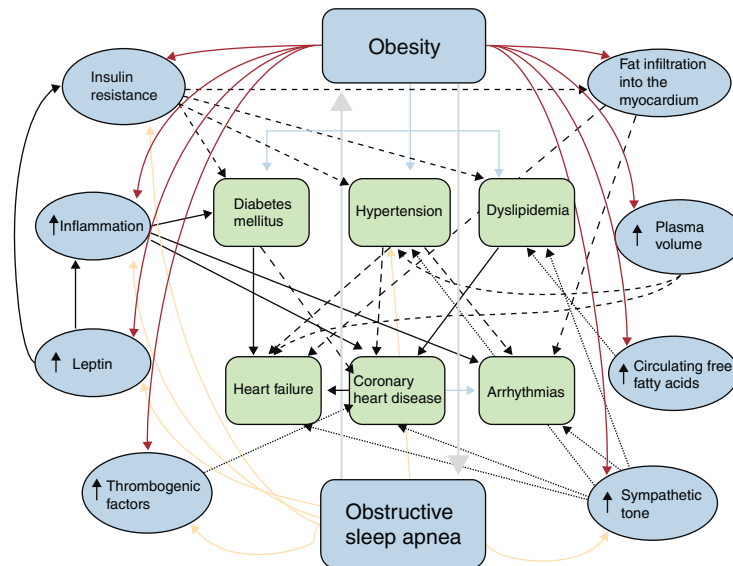 Obesity
Insulin
resistance
Fat infiltration
into the
myocardium
Diabetes
mellitus
Hypertension
Dyslipidemia
Inflammation
Plasma
volume
Leptin
Heart failure
Coronary
heart disease
Arrhythmias
Circulating free
fatty acids
Thrombogenic
factors
Obstructive
sleep apnea
Sympathetic
tone